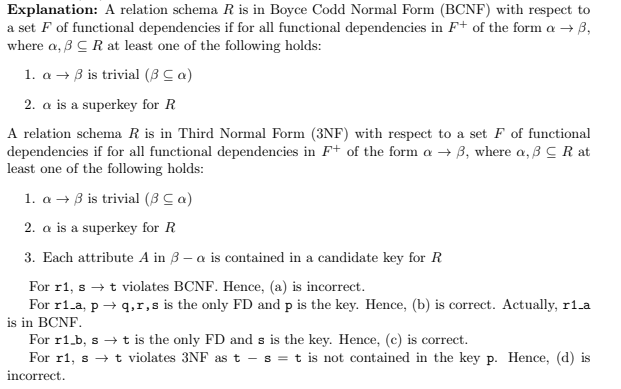 Explanation: A relation schema R is in Boyce Codd Normal Form (BCNF) with respect to
a set F of functional dependencies if for all functional dependencies in F⁺ of the form α → β,
where α, β ⊆ R at least one of the following holds:
1. α → β is trivial (β ⊆ α)
2. α is a superkey for R
A relation schema R is in Third Normal Form (3NF) with respect to a set F of functional
dependencies if for all functional dependencies in F⁺ of the form α → β, where α, β ⊆ R at
least one of the following holds:
1. α → β is trivial (β ⊆ α)
2. α is a superkey for R
3. Each attribute A in β − α is contained in a candidate key for R
For r1, s → t violates BCNF. Hence, (a) is incorrect.
For r1_a, p → q,r,s is the only FD and p is the key. Hence, (b) is correct. Actually, r1_a
is in BCNF.
For r1_b, s → t is the only FD and s is the key. Hence, (c) is correct.
For r1, s → t violates 3NF as t − s = t is not contained in the key p. Hence, (d) is
incorrect.